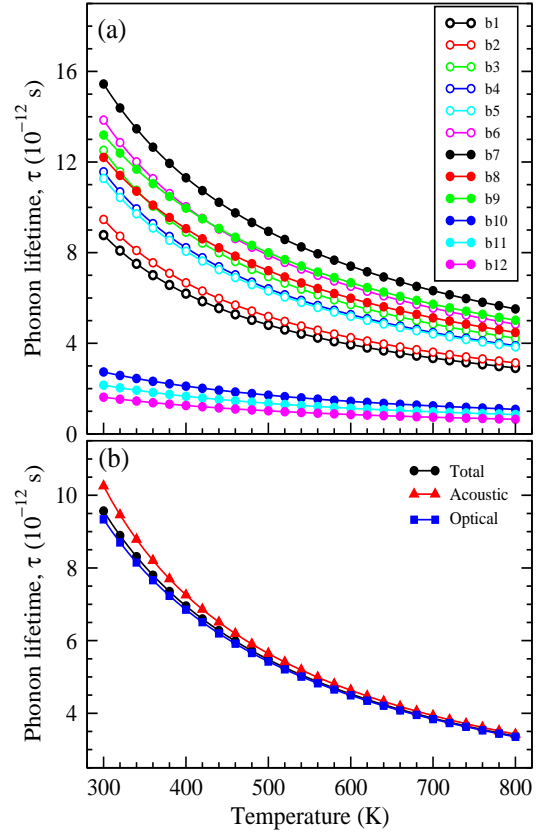 (a)
b1
b2
b3
b4
b5
b6
b7
b8
b9
b10
b11
b12
16
12
8
4
0
Phonon lifetime, τ (10⁻¹² s)
(b)
Total
Acoustic
Optical
10
8
6
4
Phonon lifetime, τ (10⁻¹² s)
300 400 500 600 700 800
Temperature (K)